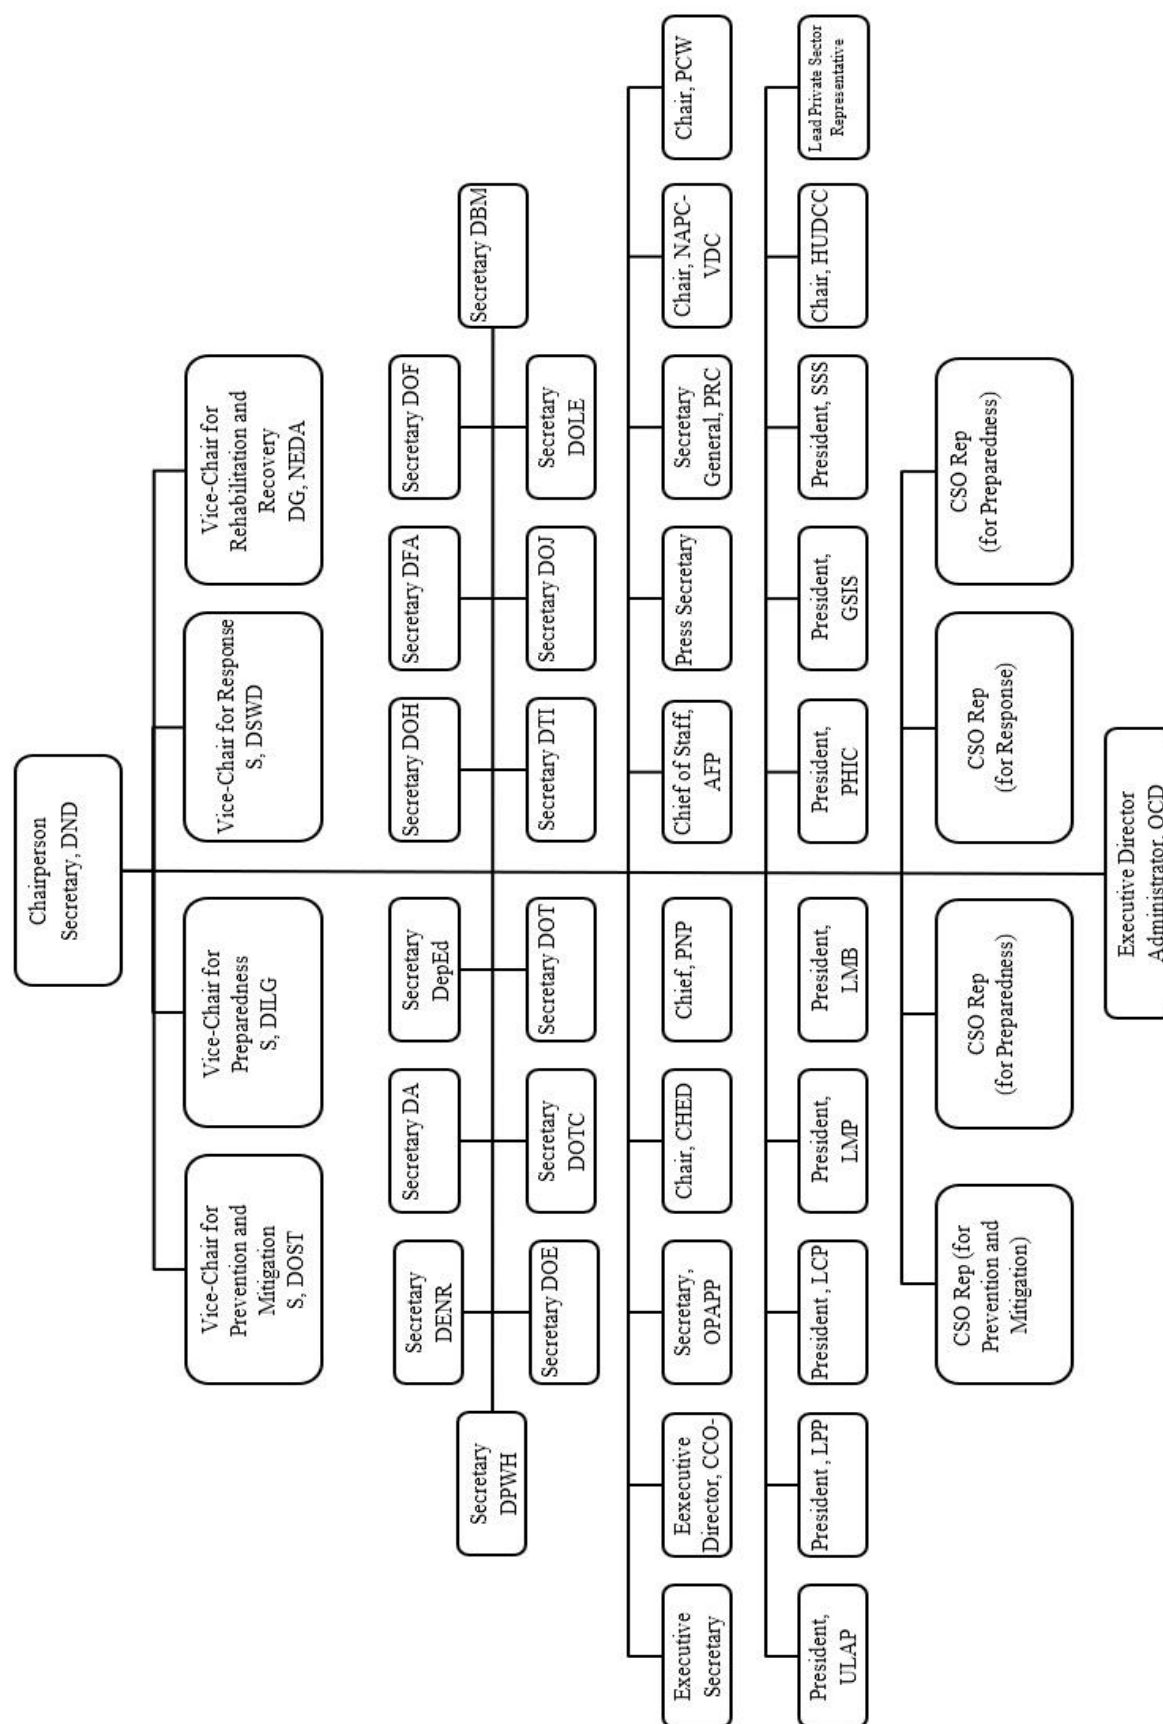 Chairperson
Secretary, DND
Vice-Chair for
Prevention and
Mitigation
S, DOST
Vice-Chair for
Preparedness
S, DILG
Vice-Chair for Response
S, DSWD
Vice-Chair for
Rehabilitation and
Recovery
DG, NEDA
Secretary
DPWH
Secretary
DENR
Secretary DA
Secretary
DepEd
Secretary DOH
Secretary DFA
Secretary DOF
Secretary DBM
Secretary DOE
Secretary
DOTC
Secretary DOT
Secretary DTI
Secretary DOJ
Secretary
DOLE
Executive
Secretary
Eexecutive
Director, CCO-
Secretary,
OPAPP
Chair, CHED
Chief, PNP
Chief of Staff,
AFP
Press Secretary
Secretary
General, PRC
Chair, NAPC-
VDC
Chair, PCW
President,
ULAP
President , LPP
President, LCP
President,
LMP
President,
LMB
President,
PHIC
President,
GSIS
President, SSS
Chair, HUDCC
Lead Private Sector
Representative
CSO Rep (for
Prevention and
Mitigation)
CSO Rep
(for Preparedness)
CSO Rep
(for Response)
CSO Rep
(for Preparedness)
Executive Director
Administrator, OCD